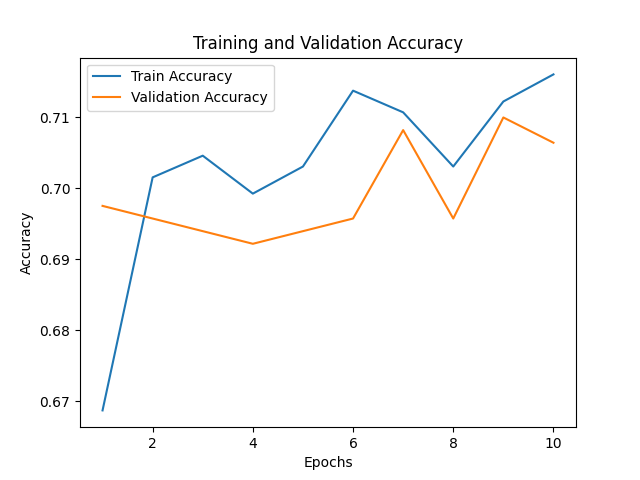 Training and Validation Accuracy
Train Accuracy
Validation Accuracy
Accuracy
0.71
0.70
0.69
0.68
0.67
2 4 6 8 10
Epochs